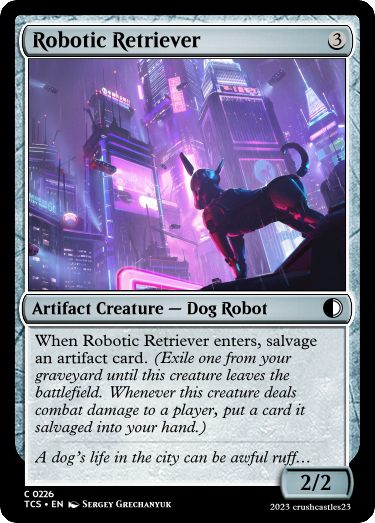 Robotic Retriever 3
Artifact Creature — Dog Robot
When Robotic Retriever enters, salvage
an artifact card. (Exile one from your
graveyard until this creature leaves the
battlefield. Whenever this creature deals
combat damage to a player, put a card it
salvaged into your hand.)
A dog's life in the city can be awful ruff…
2/2
C 0226
TCS • EN Sergey Grechanyuk
2023 crushcastles23